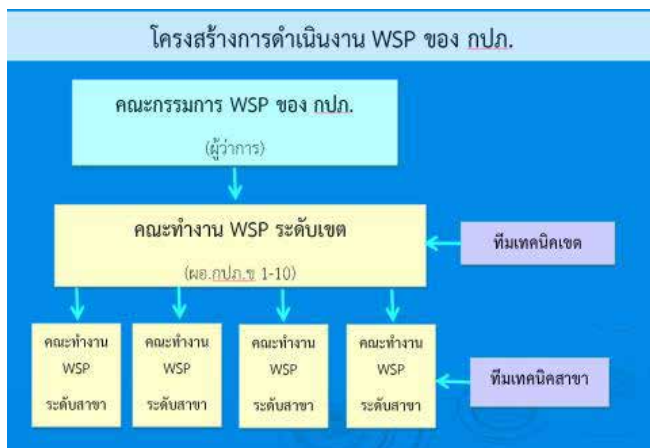 โครงสร้างการดำเนินงาน WSP ของ กปภ.
คณะกรรมการ WSP ของ กปภ.
(ผู้ว่าการ)
คณะทำงาน WSP ระดับเขต
(ผอ.กปภ.ข 1-10)
ทีมเทคนิคเขต
คณะทำงาน
WSP
ระดับสาขา
คณะทำงาน
WSP
ระดับสาขา
คณะทำงาน
WSP
ระดับสาขา
คณะทำงาน
WSP
ระดับสาขา
ทีมเทคนิคสาขา